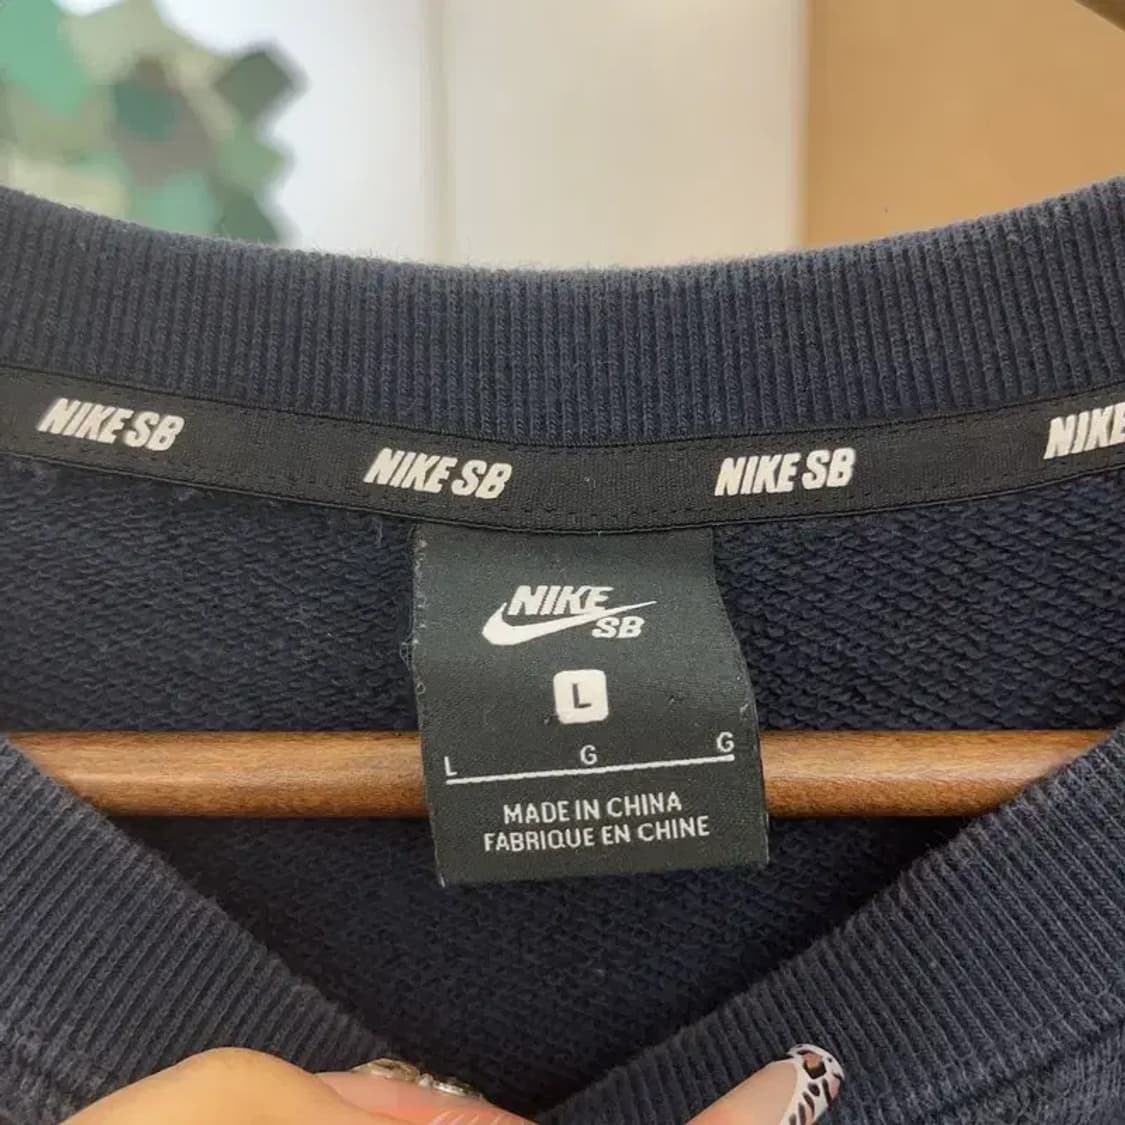 NIKE SB
NIKE SB
NIKE SB
NIKE
NIKE
SB
L
L G G
MADE IN CHINA
FABRIQUE EN CHINE